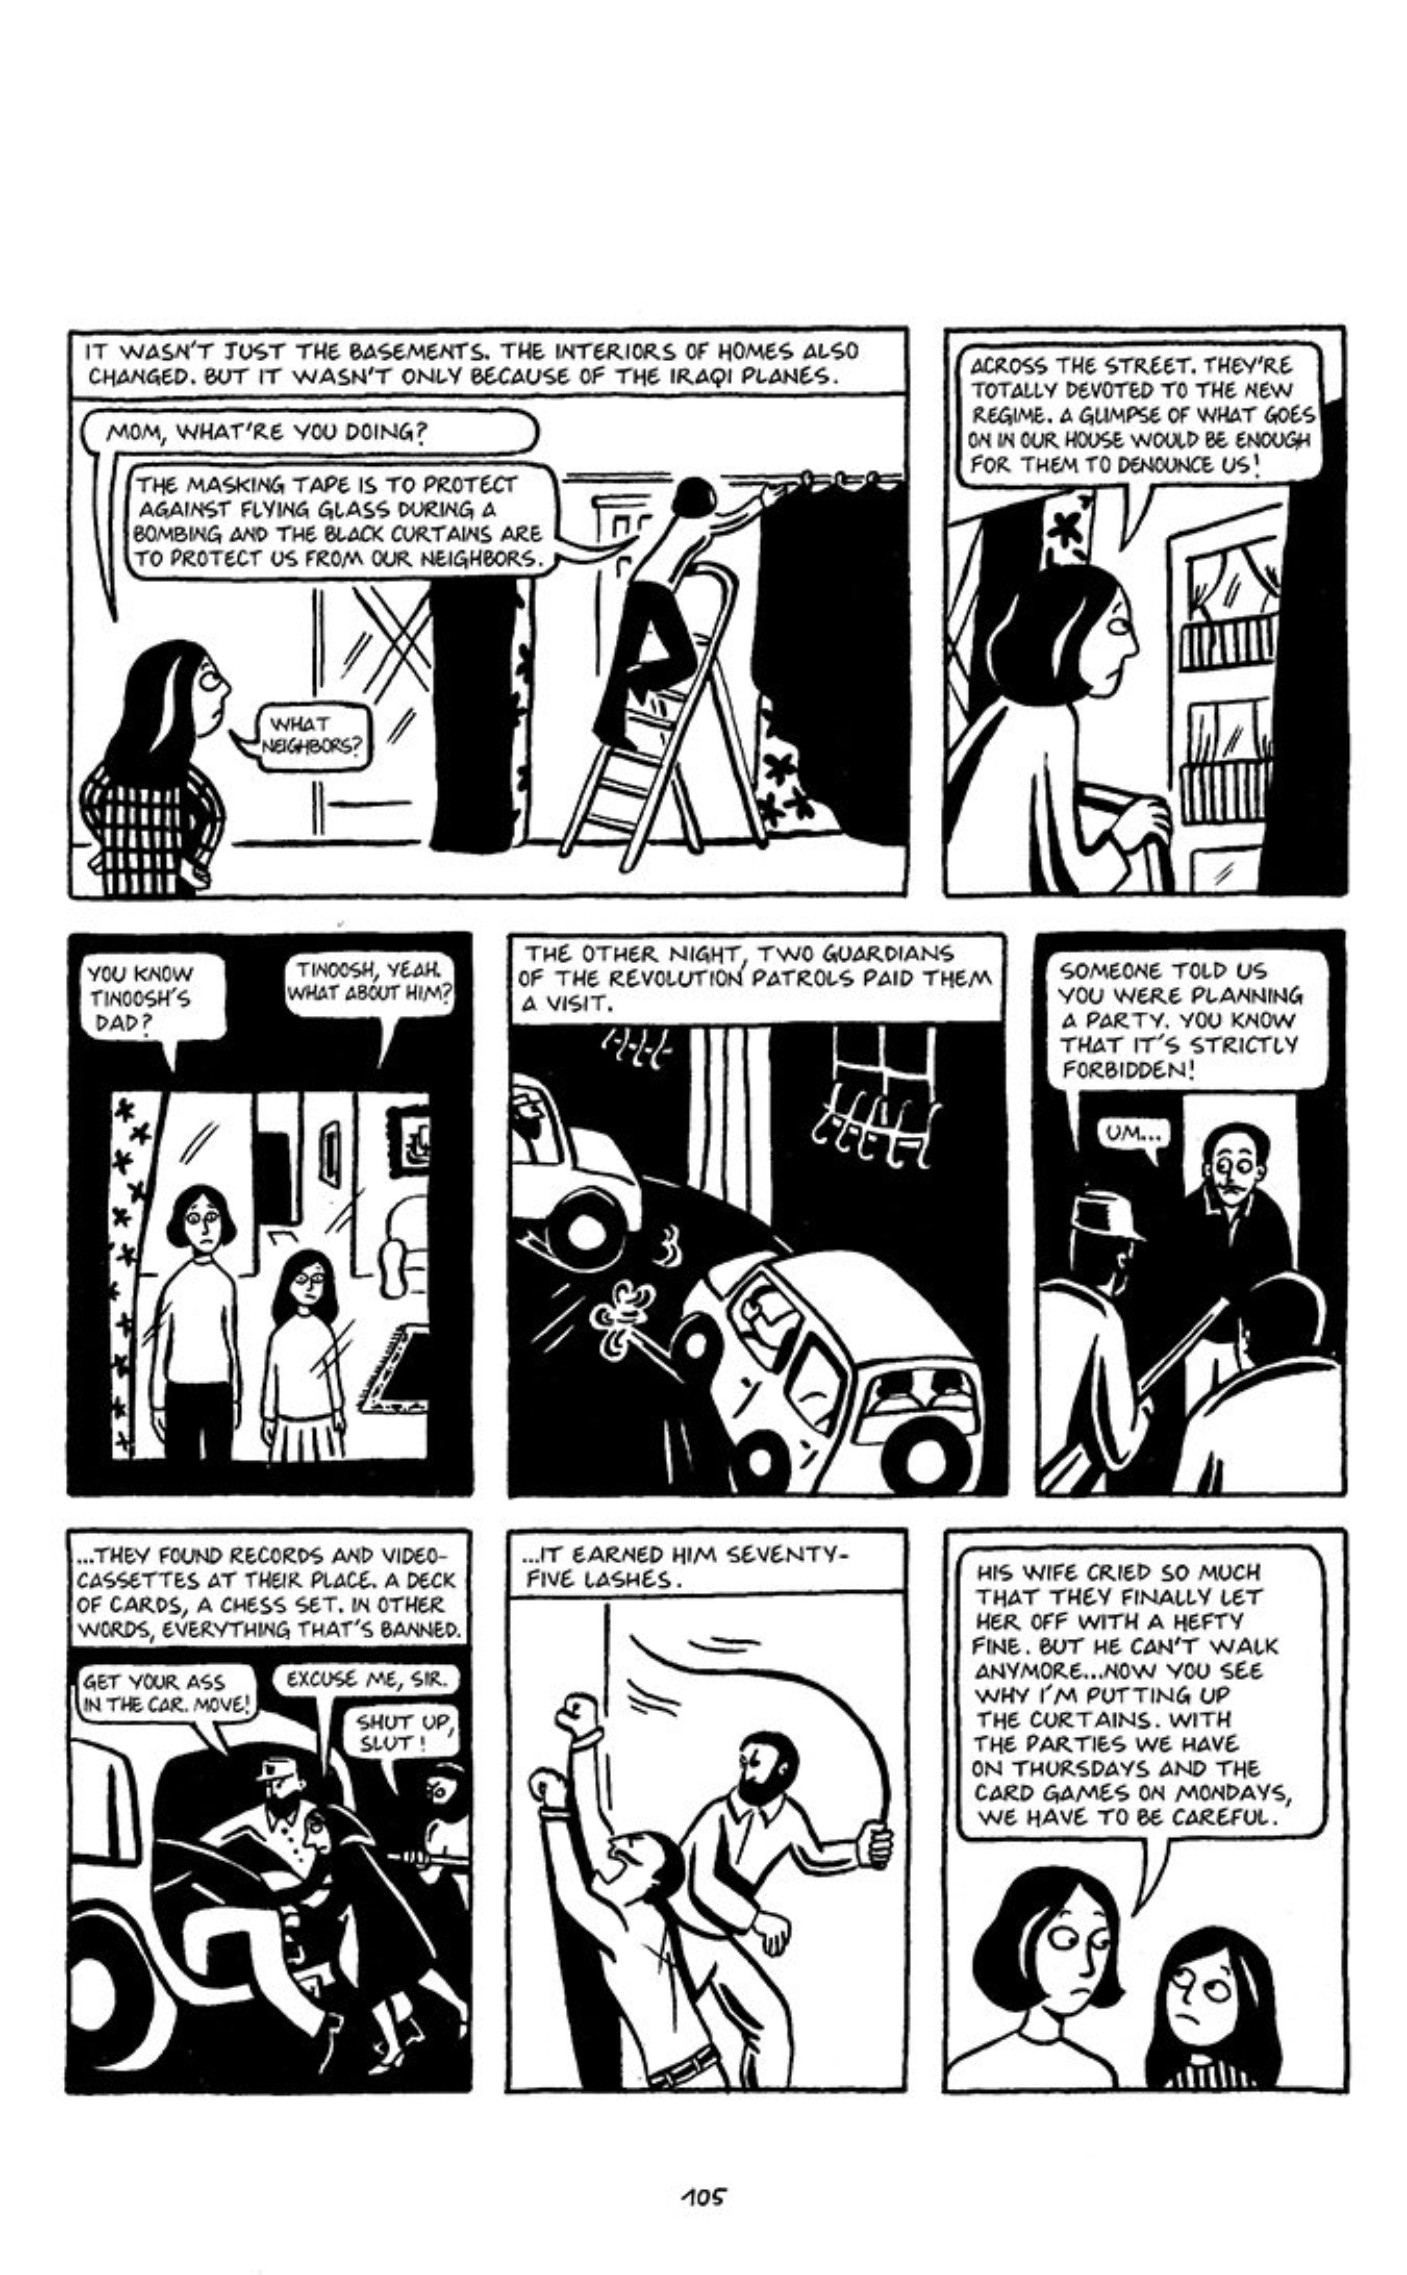 IT WASN'T JUST THE BASEMENTS. THE INTERIORS OF HOMES ALSO
CHANGED. BUT IT WASN'T ONLY BECAUSE OF THE IRAQI PLANES.
MOM, WHAT'RE YOU DOING?
THE MASKING TAPE IS TO PROTECT
AGAINST FLYING GLASS DURING A
BOMBING AND THE BLACK CURTAINS ARE
TO PROTECT US FROM OUR NEIGHBORS.
WHAT
NEIGHBORS?
ACROSS THE STREET. THEY'RE
TOTALLY DEVOTED TO THE NEW
REGIME. A GLIMPSE OF WHAT GOES
ON IN OUR HOUSE WOULD BE ENOUGH
FOR THEM TO DENOUNCE US!
YOU KNOW
TINOOSH'S
DAD?
TINOOSH, YEAH.
WHAT ABOUT HIM?
THE OTHER NIGHT, TWO GUARDIANS
OF THE REVOLUTION PATROLS PAID THEM
A VISIT.
SOMEONE TOLD US
YOU WERE PLANNING
A PARTY. YOU KNOW
THAT IT'S STRICTLY
FORBIDDEN!
UM...
...THEY FOUND RECORDS AND VIDEO-
CASSETTES AT THEIR PLACE. A DECK
OF CARDS, A CHESS SET. IN OTHER
WORDS, EVERYTHING THAT'S BANNED.
GET YOUR ASS
IN THE CAR. MOVE!
EXCUSE ME, SIR.
SHUT UP,
SLUT!
...IT EARNED HIM SEVENTY-
FIVE LASHES.
HIS WIFE CRIED SO MUCH
THAT THEY FINALLY LET
HER OFF WITH A HEFTY
FINE. BUT HE CAN'T WALK
ANYMORE...NOW YOU SEE
WHY I'M PUTTING UP
THE CURTAINS. WITH
THE PARTIES WE HAVE
ON THURSDAYS AND THE
CARD GAMES ON MONDAYS,
WE HAVE TO BE CAREFUL.
105